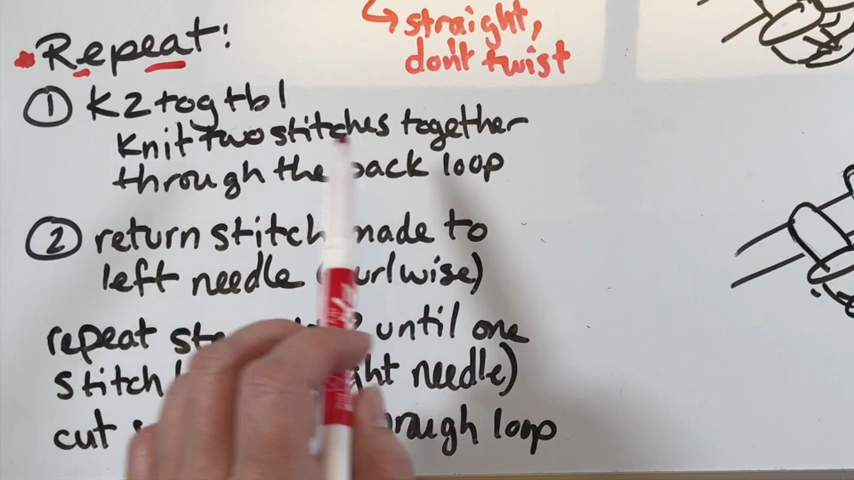 straight,
don't twist
Repeat:
① K2togtbl
Knit two stitches together
through the back loop
② return stitch made to
left needle purlwise)
repeat until one
stitch needle)
cut through loop